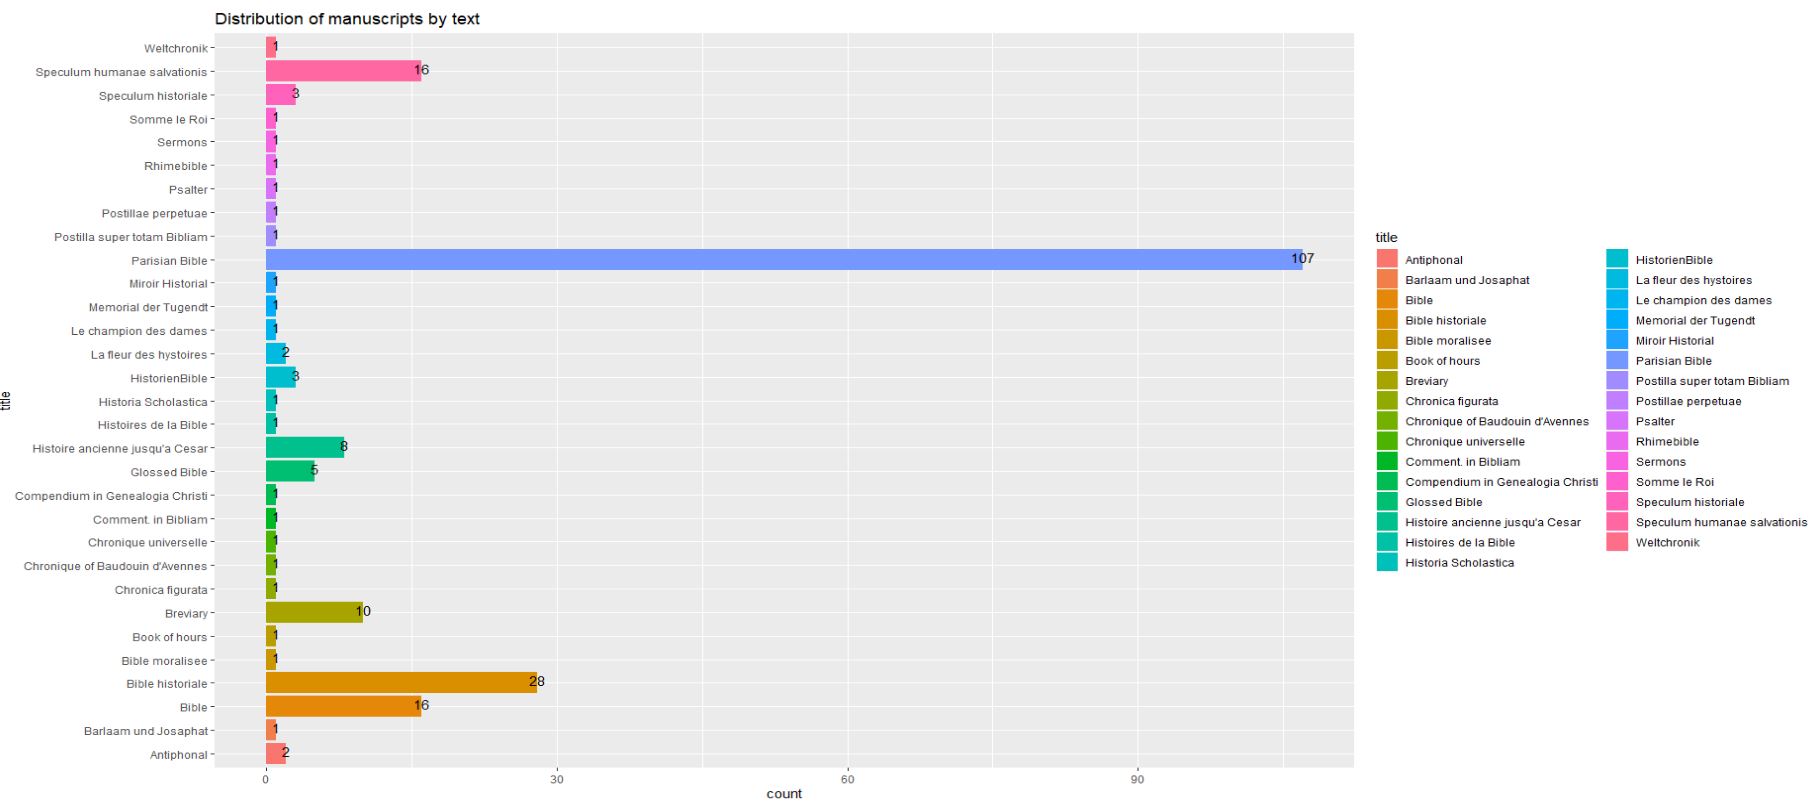 Distribution of manuscripts by text
title
Weltchronik 1
Speculum humanae salvationis 16
Speculum historiale 3
Somme le Roi 1
Sermons 1
Rhimebible 1
Psalter 1
Postillae perpetuae 1
Postilla super totam Bibliam 1
Parisian Bible 107
Miroir Historial 1
Memorial der Tugendt 1
Le champion des dames 1
La fleur des hystoires 2
HistorienBible 3
Historia Scholastica 1
Histoires de la Bible 1
Histoire ancienne jusqu'a Cesar 8
Glossed Bible 5
Compendium in Genealogia Christi 1
Comment. in Bibliam 1
Chronique universelle 1
Chronique of Baudouin d'Avennes 1
Chronica figurata 1
Breviary 10
Book of hours 1
Bible moralisee 1
Bible historiale 28
Bible 16
Barlaam und Josaphat 1
Antiphonal 2
0 30 60 90
count
title
Antiphonal
Barlaam und Josaphat
Bible
Bible historiale
Bible moralisee
Book of hours
Breviary
Chronica figurata
Chronique of Baudouin d'Avennes
Chronique universelle
Comment. in Bibliam
Compendium in Genealogia Christi
Glossed Bible
Histoire ancienne jusqu'a Cesar
Histoires de la Bible
Historia Scholastica
HistorienBible
La fleur des hystoires
Le champion des dames
Memorial der Tugendt
Miroir Historial
Parisian Bible
Postilla super totam Bibliam
Postillae perpetuae
Psalter
Rhimebible
Sermons
Somme le Roi
Speculum historiale
Speculum humanae salvationis
Weltchronik